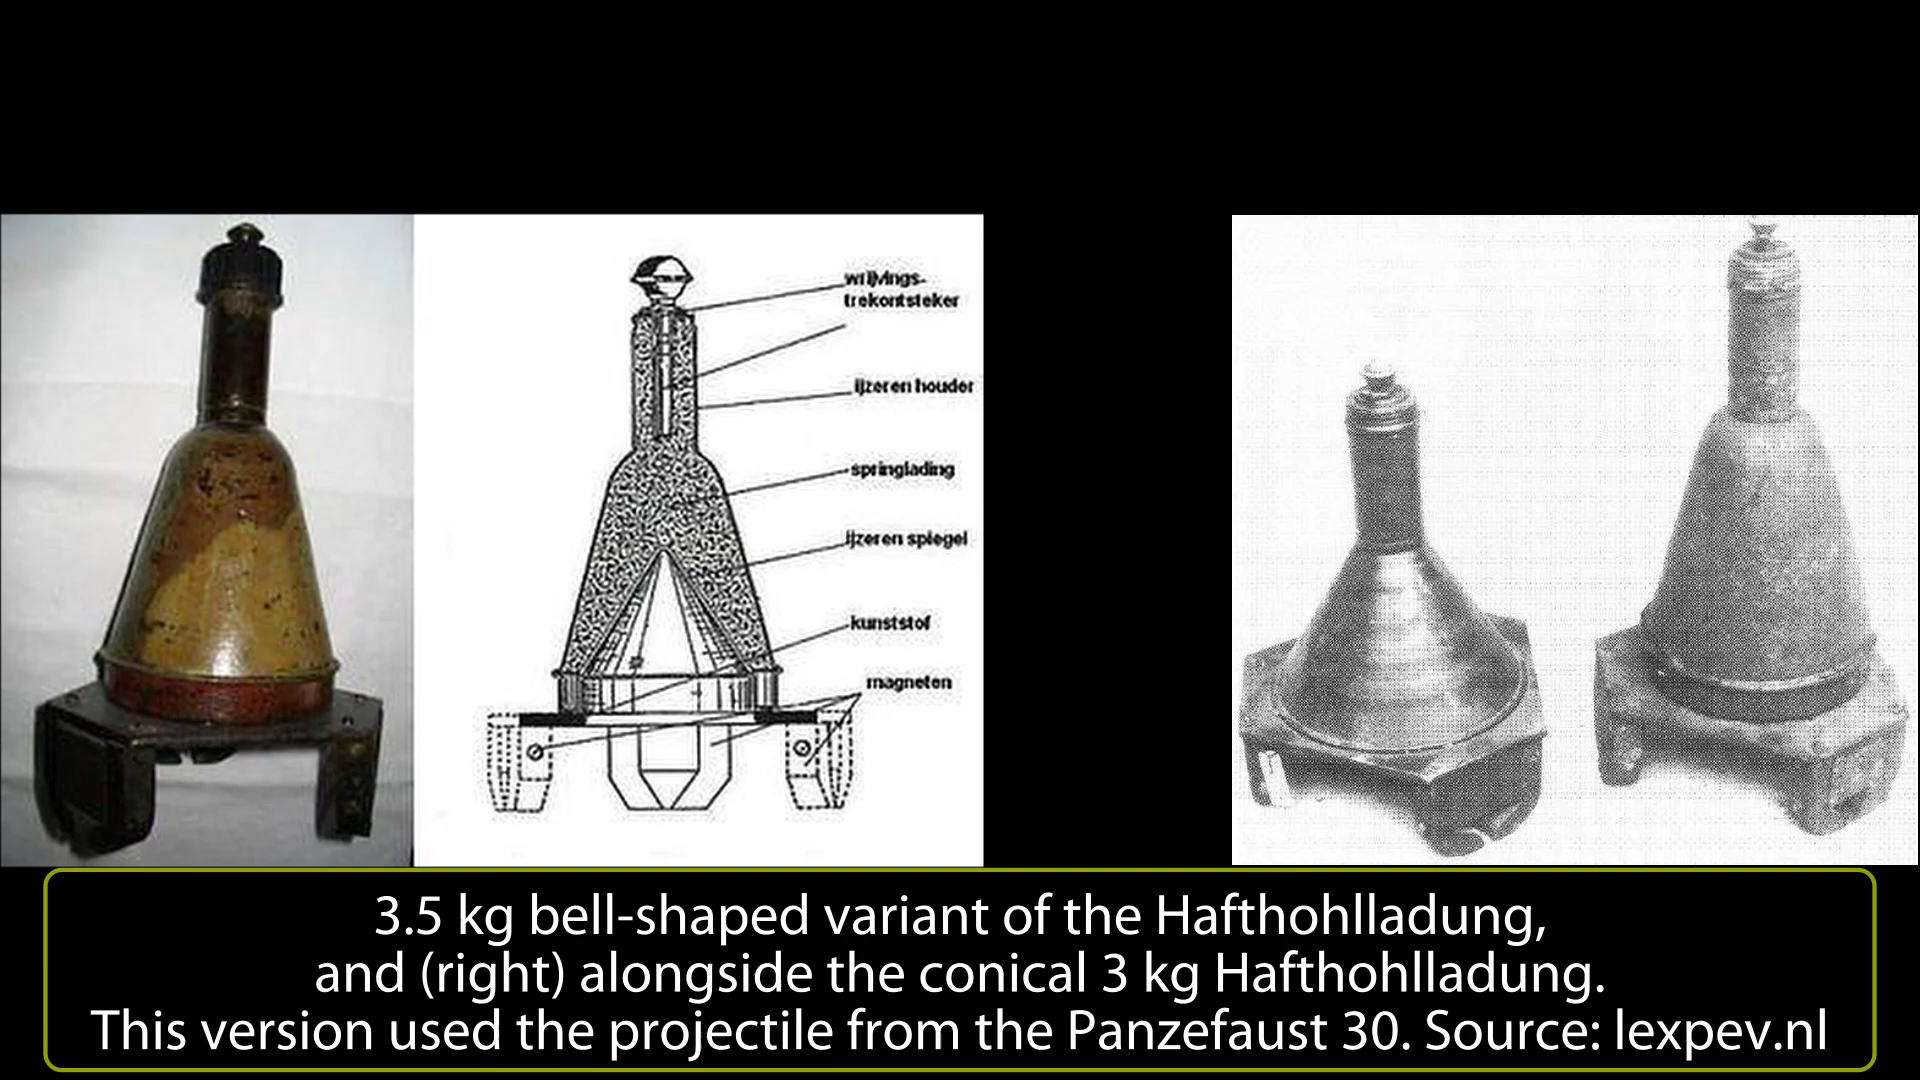 wrijvings-
trekontsteker
ijzeren houder
springlading
ijzeren spiegel
kunststof
magneten
3.5 kg bell-shaped variant of the Hafthohlladung,
and (right) alongside the conical 3 kg Hafthohlladung.
This version used the projectile from the Panzefaust 30. Source: lexpev.nl